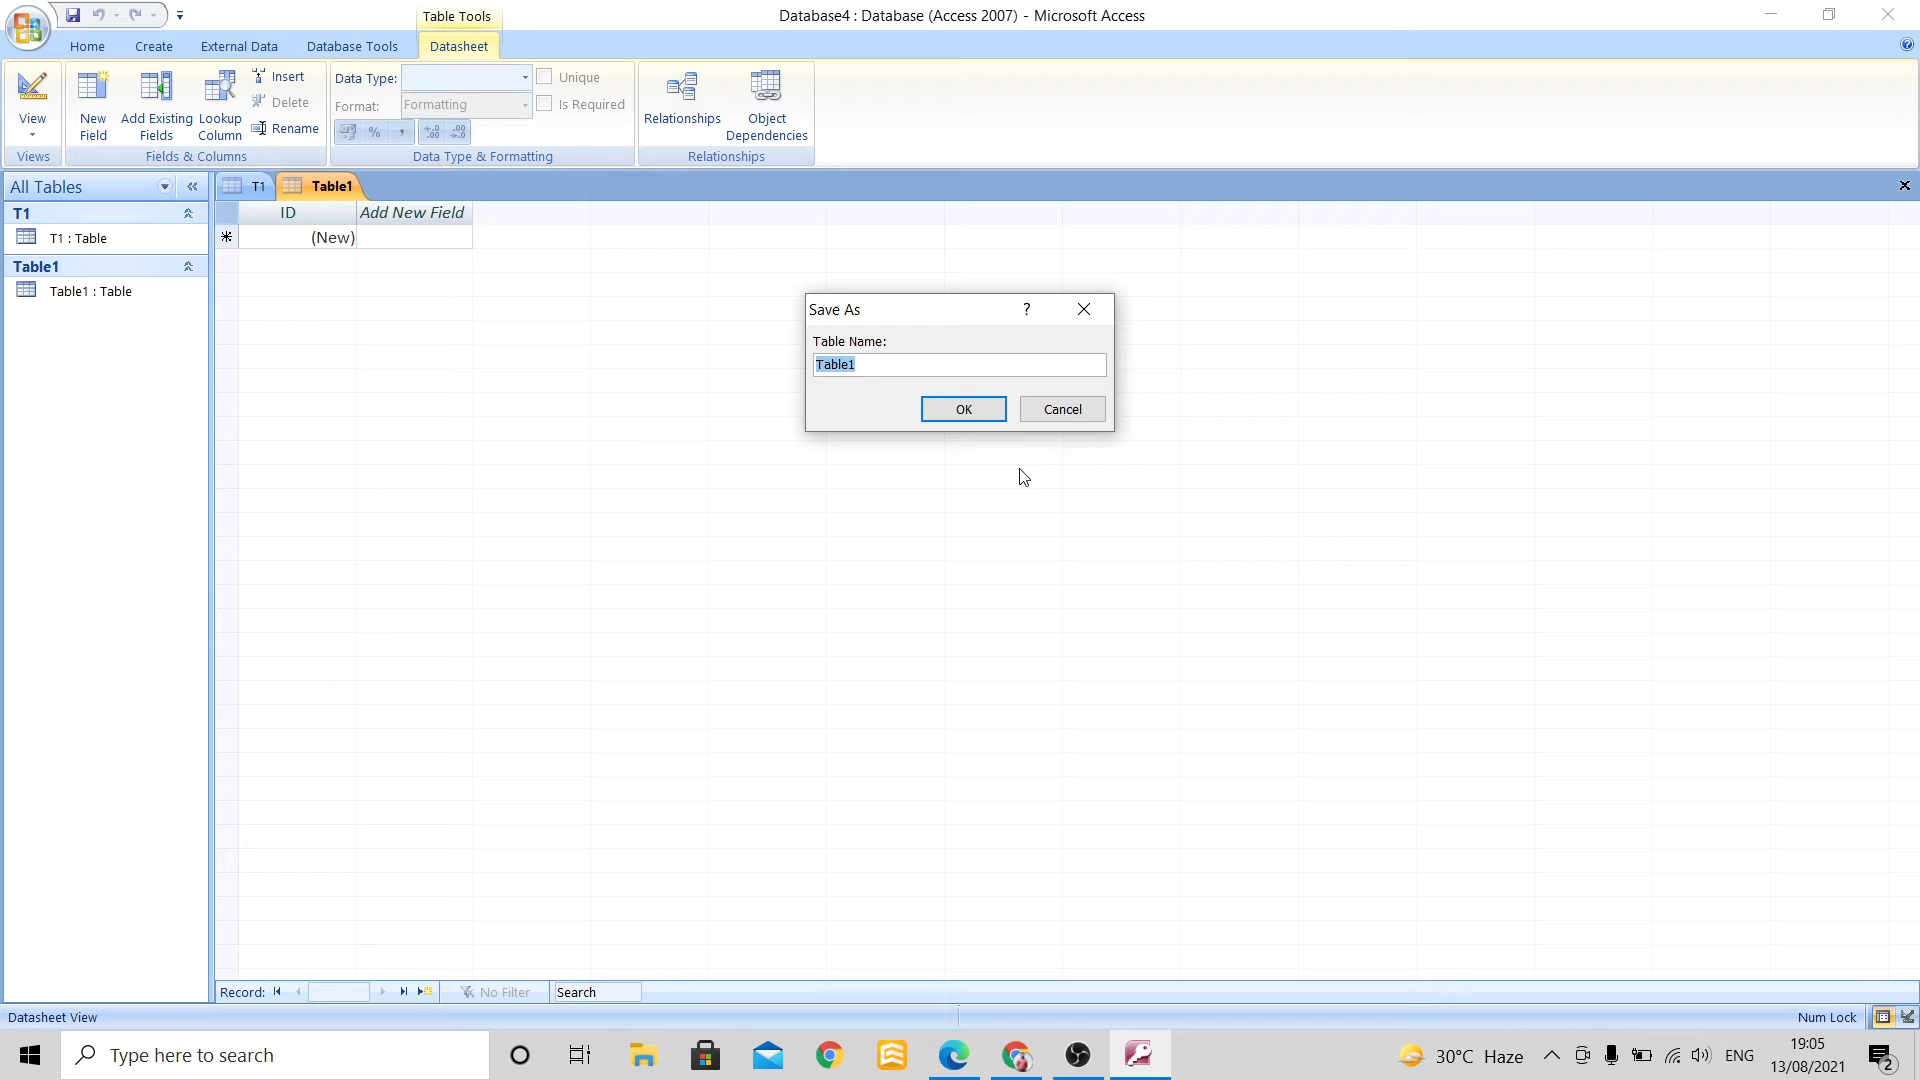 Table Tools
Database4 : Database (Access 2007) - Microsoft Access
Home
Create
External Data
Database Tools
Datasheet
View
Views
New Field
Add Existing Fields
Lookup Column
Insert
Delete
Rename
Fields & Columns
Data Type:
Format:
Formatting
Unique
Is Required
%
,
.00
.00
Data Type & Formatting
Relationships
Object Dependencies
Relationships
All Tables
«
T1
T1 : Table
Table1
Table1 : Table
T1
Table1
ID
Add New Field
(New)
Save As
?
Table Name:
Table1
OK
Cancel
Record:
No Filter
Search
Datasheet View
Num Lock
Type here to search
30°C Haze
ENG
19:05
13/08/2021
2